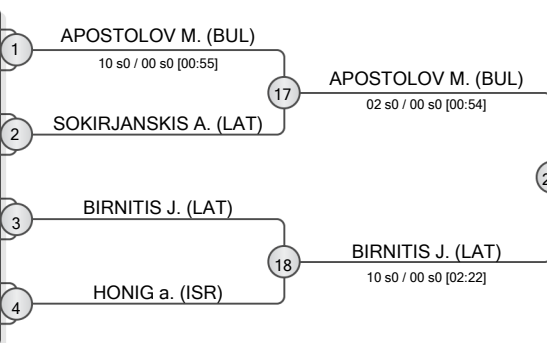 1
APOSTOLOV M. (BUL)
10 s0 / 00 s0 [00:55]
17
APOSTOLOV M. (BUL)
02 s0 / 00 s0 [00:54]
2
SOKIRJANSKIS A. (LAT)
3
BIRNITIS J. (LAT)
18
BIRNITIS J. (LAT)
10 s0 / 00 s0 [02:22]
4
HONIG a. (ISR)